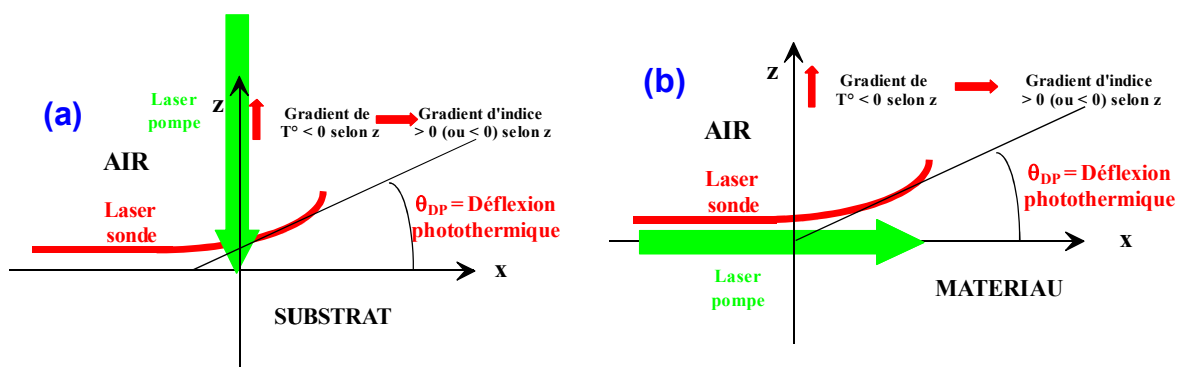 (a)
Laser
pompe
z
Gradient de
T° < 0 selon z
Gradient d'indice
> 0 (ou < 0) selon z
AIR
Laser
sonde
θDP = Déflexion
photothermique
x
SUBSTRAT
(b)
z
Gradient de
T° < 0 selon z
Gradient d'indice
> 0 (ou < 0) selon z
AIR
Laser
sonde
θDP = Déflexion
photothermique
x
Laser
pompe
MATERIAU